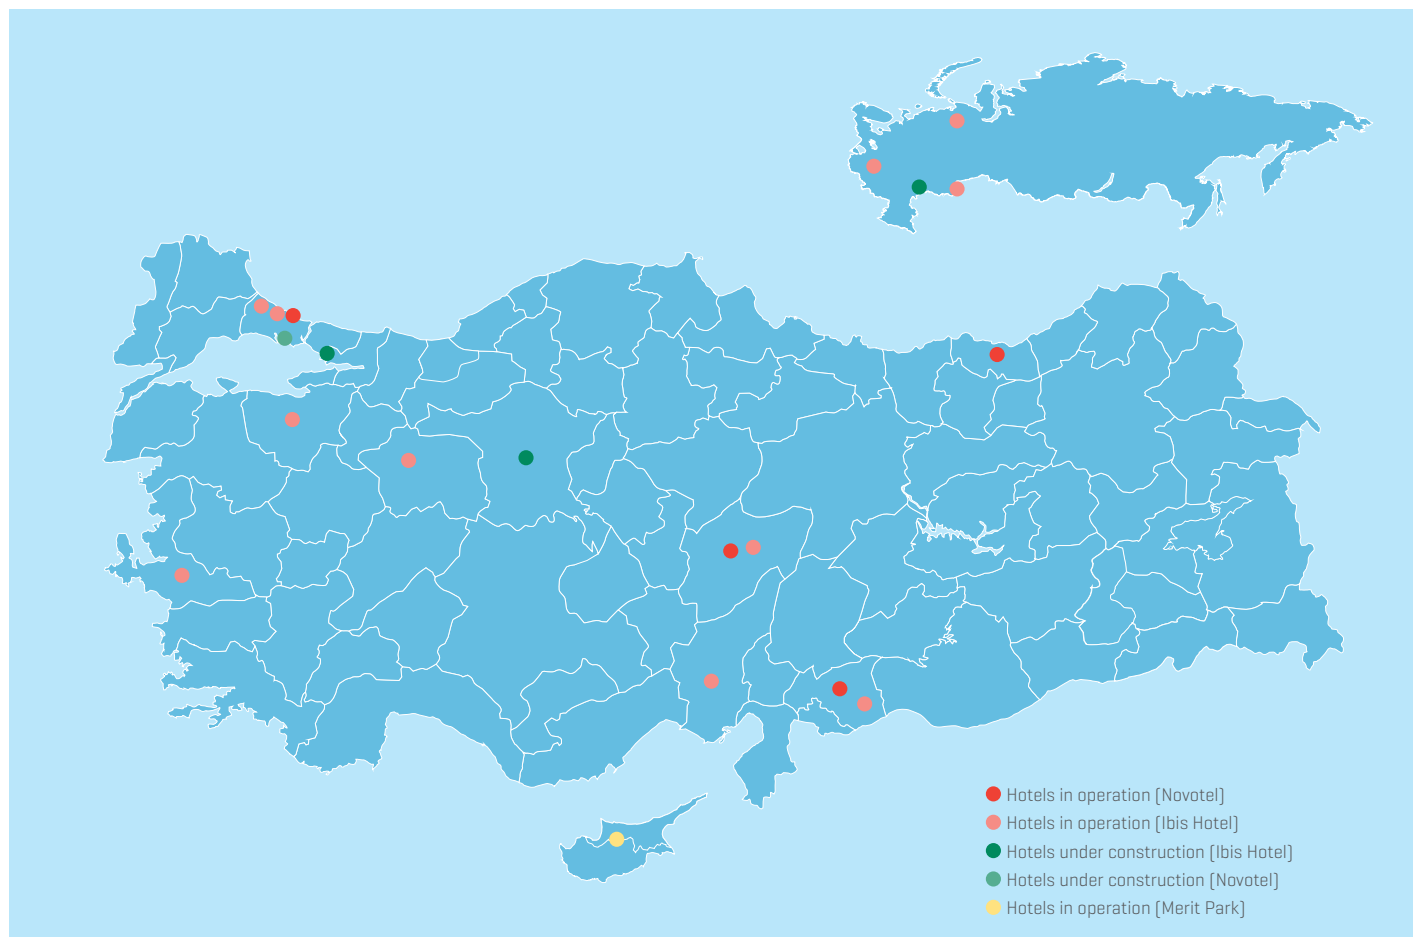 Hotels in operation (Novotel)
Hotels in operation (Ibis Hotel)
Hotels under construction (Ibis Hotel)
Hotels under construction (Novotel)
Hotels in operation (Merit Park)